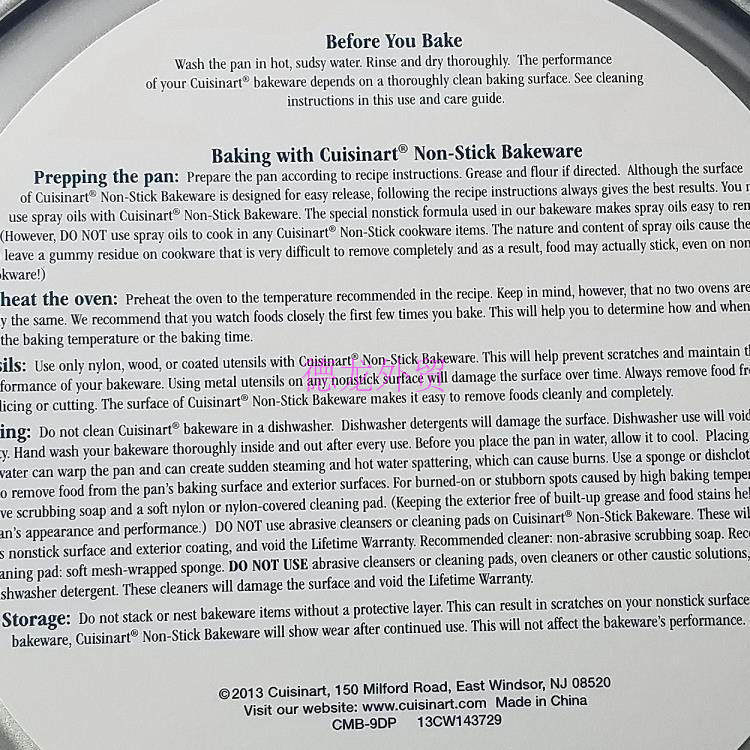 Before You Bake
Wash the pan in hot, sudsy water. Rinse and dry thoroughly. The performance
of your Cuisinart® bakeware depends on a thoroughly clean baking surface. See cleaning
instructions in this use and care guide.
Baking with Cuisinart® Non-Stick Bakeware
Prepping the pan: Prepare the pan according to recipe instructions. Grease and flour if directed. Although the surface
of Cuisinart® Non-Stick Bakeware is designed for easy release, following the recipe instructions always gives the best results. You
use spray oils with Cuisinart® Non-Stick Bakeware. The special nonstick formula used in our bakeware makes spray oils easy to rem
(However, DO NOT use spray oils to cook in any Cuisinart® Non-Stick cookware items. The nature and content of spray oils cause the
leave a gummy residue on cookware that is very difficult to remove completely and as a result, food may actually stick, even on non
kware!)
heat the oven: Preheat the oven to the temperature recommended in the recipe. Keep in mind, however, that no two ovens are
y the same. We recommend that you watch foods closely the first few times you bake. This will help you to determine how and when
the baking temperature or the baking time.
sils: Use only nylon, wood, or coated utensils with Cuisinart® Non-Stick Bakeware. This will help prevent scratches and maintain t
formance of your bakeware. Using metal utensils on any nonstick surface will damage the surface over time. Always remove food fr
licing or cutting. The surface of Cuisinart® Non-Stick Bakeware makes it easy to remove foods cleanly and completely.
德龙外贸
ing: Do not clean Cuisinart® bakeware in a dishwasher. Dishwasher detergents will damage the surface. Dishwasher use will void
ty. Hand wash your bakeware thoroughly inside and out after every use. Before you place the pan in water, allow it to cool. Placing
water can warp the pan and can create sudden steaming and hot water spattering, which can cause burns. Use a sponge or dishclot
o remove food from the pan's baking surface and exterior surfaces. For burned-on or stubborn spots caused by high baking temper
ve scrubbing soap and a soft nylon or nylon-covered cleaning pad. (Keeping the exterior free of built-up grease and food stains hel
an's appearance and performance.) DO NOT use abrasive cleansers or cleaning pads on Cuisinart® Non-Stick Bakeware. These wil
s nonstick surface and exterior coating, and void the Lifetime Warranty. Recommended cleaner: non-abrasive scrubbing soap. Rec
aning pad: soft mesh-wrapped sponge. DO NOT USE abrasive cleansers or cleaning pads, oven cleaners or other caustic solutions,
shwasher detergent. These cleaners will damage the surface and void the Lifetime Warranty.
Storage: Do not stack or nest bakeware items without a protective layer. This can result in scratches on your nonstick surface
bakeware, Cuisinart® Non-Stick Bakeware will show wear after continued use. This will not affect the bakeware's performance.
©2013 Cuisinart, 150 Milford Road, East Windsor, NJ 08520
Visit our website: www.cuisinart.com Made in China
CMB-9DP 13CW143729